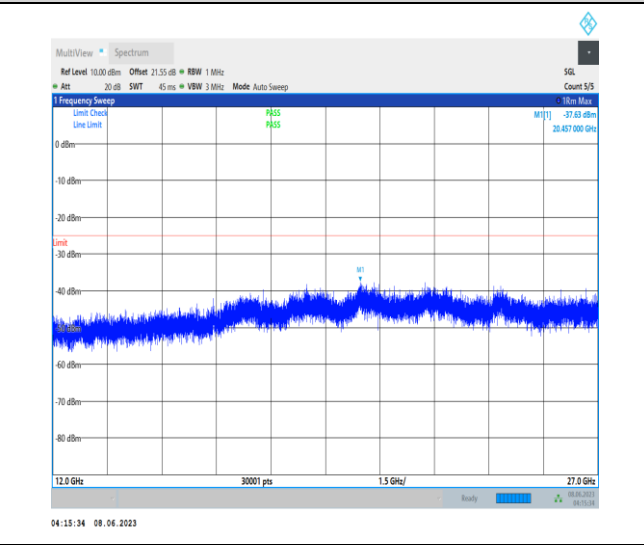 MultiView Spectrum
Ref Level 10.00 dBm Offset 21.55 dB RBW 1 MHz SGL
Att 20 dB SWT 45 ms VBW 3 MHz Mode Auto Sweep Count 5/5
1 Frequency Sweep 1Rm Max
Limit Check PASS M1[1] -37.63 dBm
Line Limit PASS 20.457 000 GHz
0 dBm
-10 dBm
-20 dBm
Limit
-30 dBm
M1
-40 dBm
-50 dBm
-60 dBm
-70 dBm
-80 dBm
12.0 GHz 30001 pts 1.5 GHz/ 27.0 GHz
Ready 08.06.2023
04:15:34
04:15:34 08.06.2023